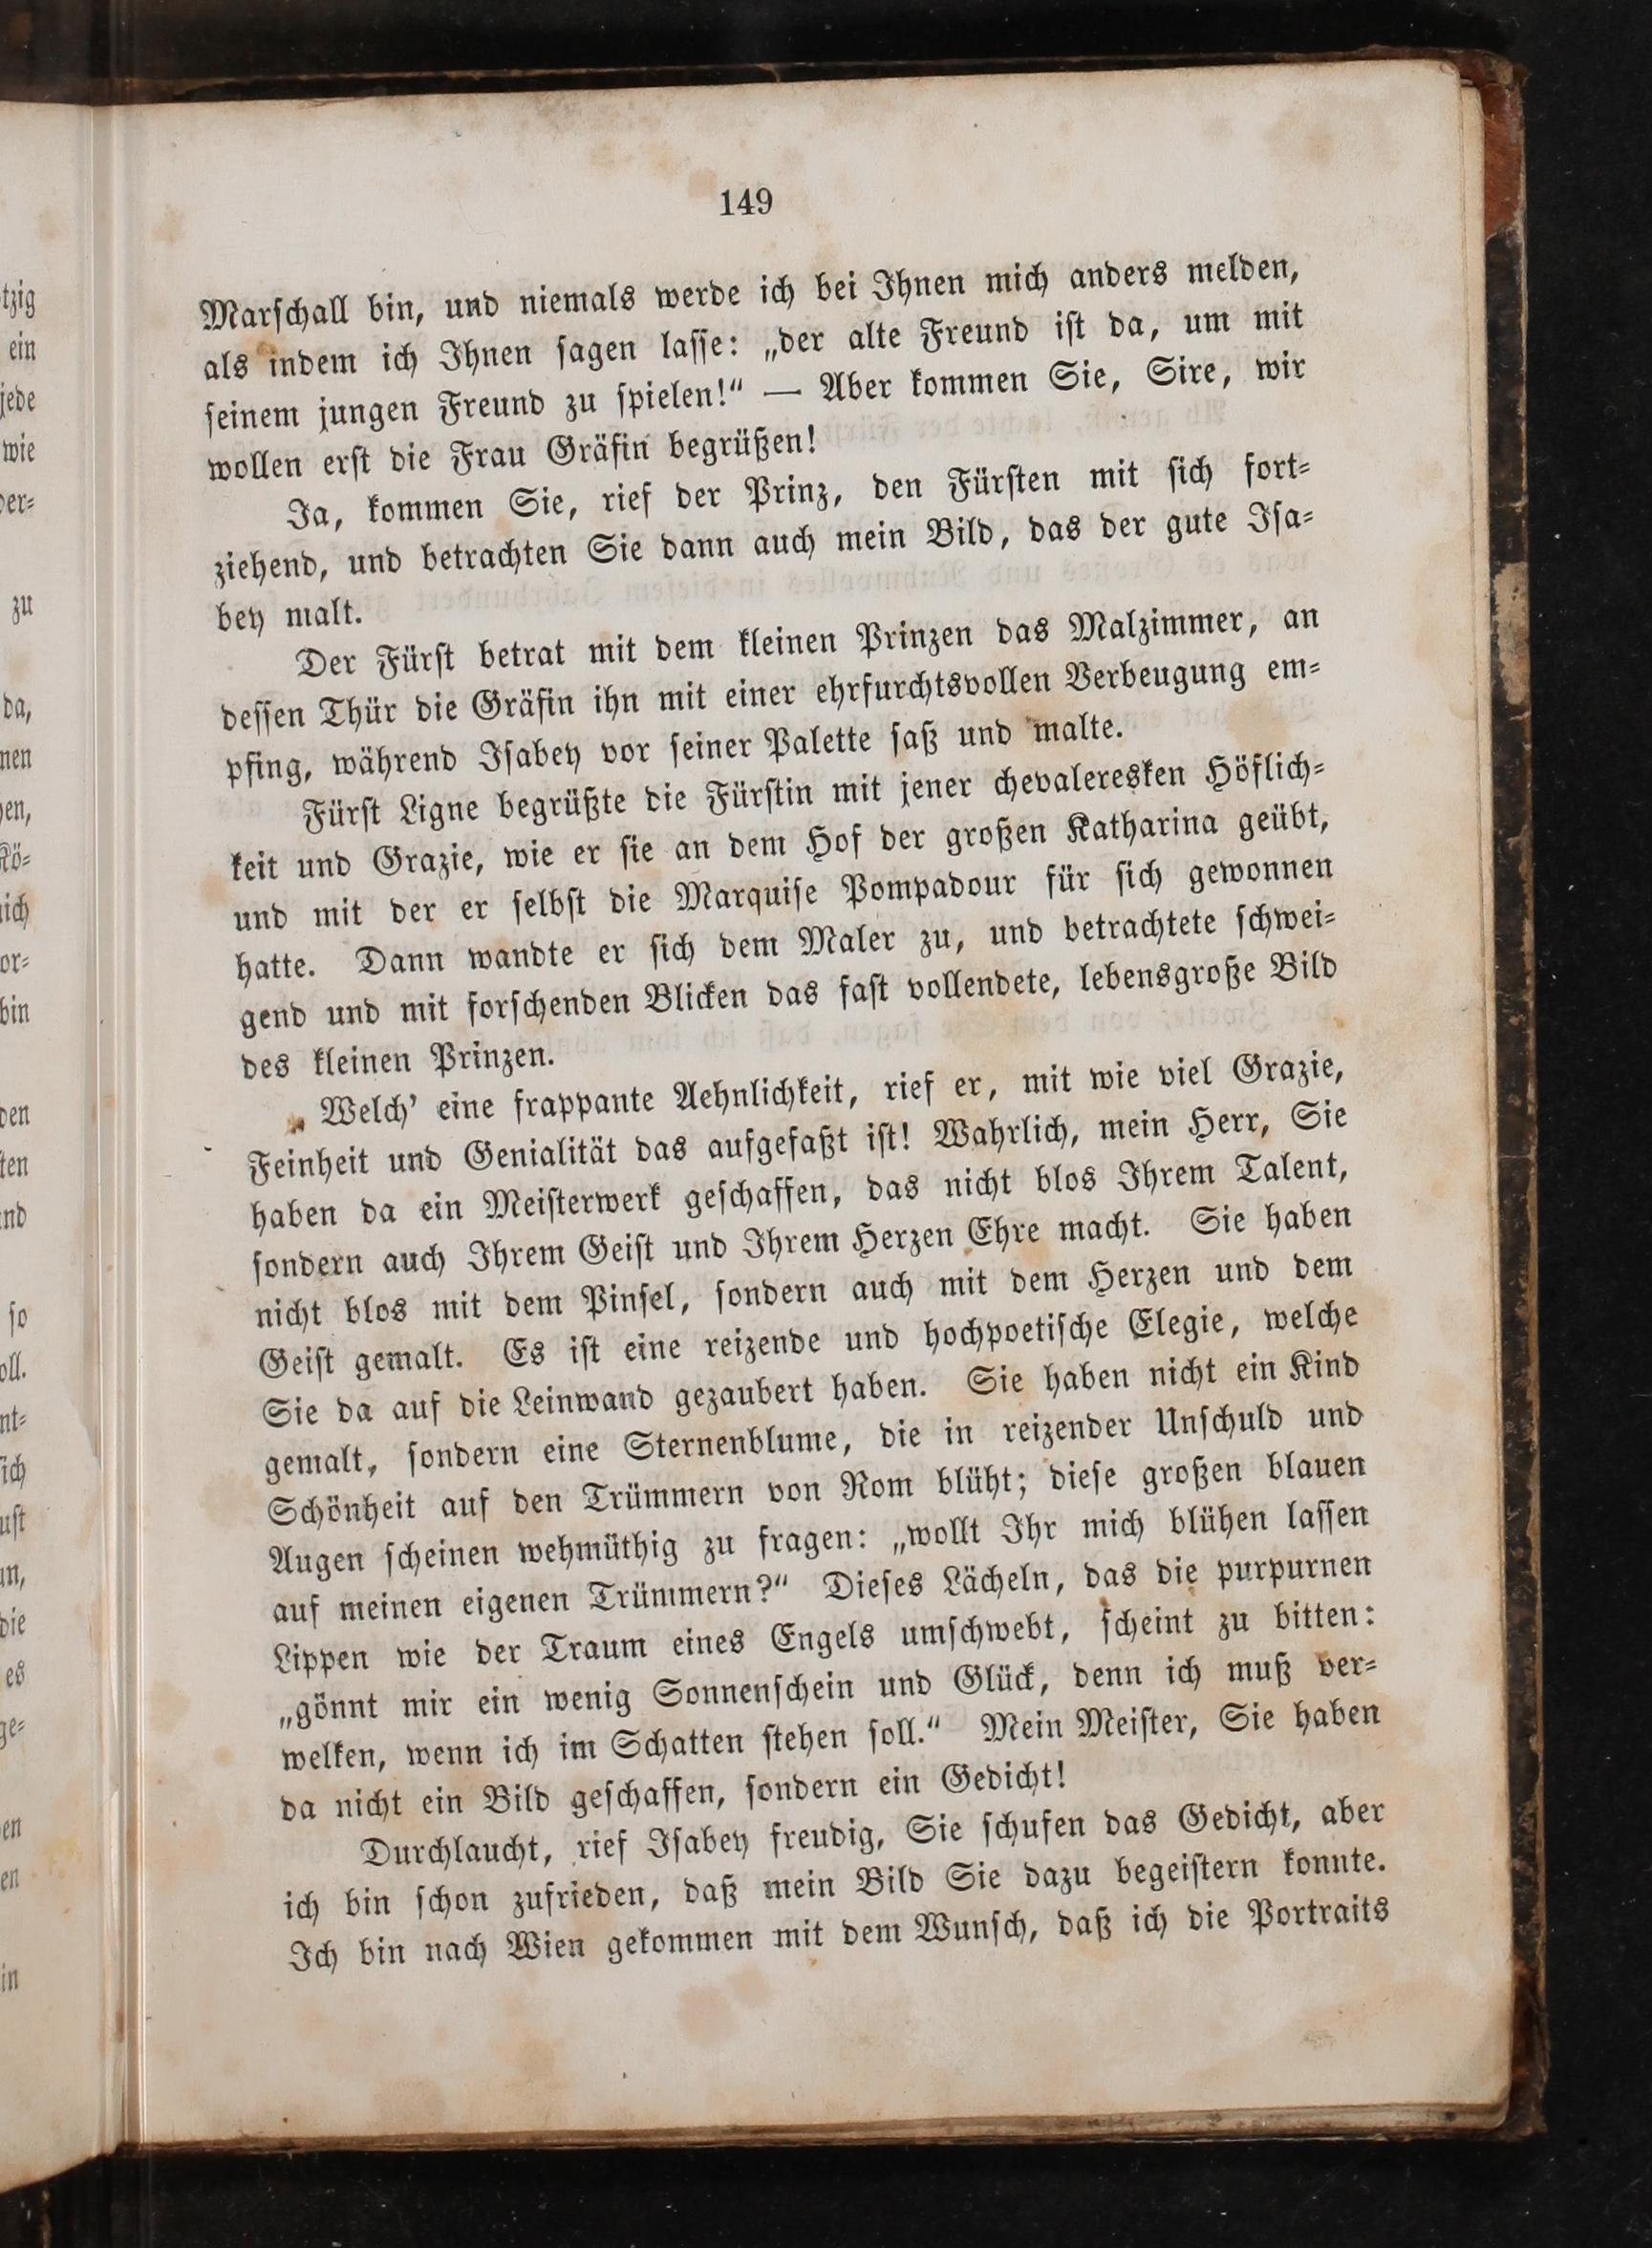 149
Marschall bin, und niemals werde ich bei Ihnen mich anders melden,
als indem ich Ihnen sagen lasse: „der alte Freund ist da, um mit
seinem jungen Freund zu spielen!“ — Aber kommen Sie, Sire, wir
wollen erst die Frau Gräfin begrüßen!
Ja, kommen Sie, rief der Prinz, den Fürsten mit sich fort-
ziehend, und betrachten Sie dann auch mein Bild, das der gute Isa-
bey malt.
Der Fürst betrat mit dem kleinen Prinzen das Malzimmer, an
dessen Thür die Gräfin ihn mit einer ehrfurchtsvollen Verbeugung em-
pfing, während Isabey vor seiner Palette saß und malte.
Fürst Ligne begrüßte die Fürstin mit jener chevaleresken Höflich-
keit und Grazie, wie er sie an dem Hof der großen Katharina geübt,
und mit der er selbst die Marquise Pompadour für sich gewonnen
hatte. Dann wandte er sich dem Maler zu, und betrachtete schwei-
gend und mit forschenden Blicken das fast vollendete, lebensgroße Bild
des kleinen Prinzen.
Welch' eine frappante Aehnlichkeit, rief er, mit wie viel Grazie,
Feinheit und Genialität das aufgefaßt ist! Wahrlich, mein Herr, Sie
haben da ein Meisterwerk geschaffen, das nicht blos Ihrem Talent,
sondern auch Ihrem Geist und Ihrem Herzen Ehre macht. Sie haben
nicht blos mit dem Pinsel, sondern auch mit dem Herzen und dem
Geist gemalt. Es ist eine reizende und hochpoetische Elegie, welche
Sie da auf die Leinwand gezaubert haben. Sie haben nicht ein Kind
gemalt, sondern eine Sternenblume, die in reizender Unschuld und
Schönheit auf den Trümmern von Rom blüht; diese großen blauen
Augen scheinen wehmüthig zu fragen: „wollt Ihr mich blühen lassen
auf meinen eigenen Trümmern?“ Dieses Lächeln, das die purpurnen
Lippen wie der Traum eines Engels umschwebt, scheint zu bitten:
„gönnt mir ein wenig Sonnenschein und Glück, denn ich muß ver-
welken, wenn ich im Schatten stehen soll.“ Mein Meister, Sie haben
da nicht ein Bild geschaffen, sondern ein Gedicht!
Durchlaucht, rief Isabey freudig, Sie schufen das Gedicht, aber
ich bin schon zufrieden, daß mein Bild Sie dazu begeistern konnte.
Ich bin nach Wien gekommen mit dem Wunsch, daß ich die Portraits